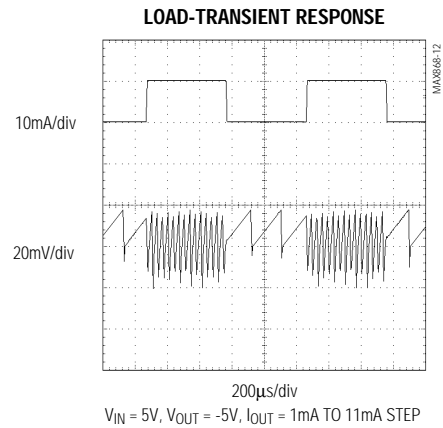 LOAD-TRANSIENT RESPONSE
MAX868-12
10mA/div
20mV/div
200µs/div
VIN = 5V, VOUT = -5V, IOUT = 1mA TO 11mA STEP